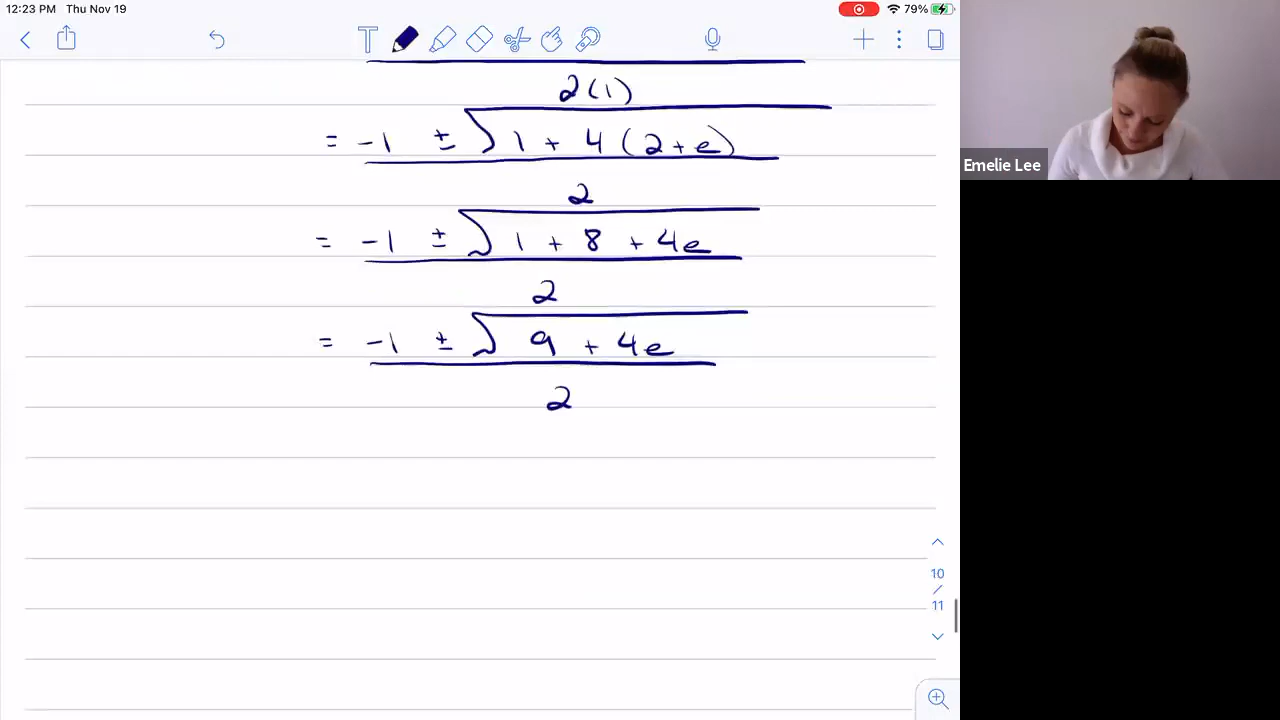 12:23 PM Thu Nov 19
79%
T
2(1)
= -1 ± √1 + 4(2+e)
2
Emelie Lee
= -1 ± √1 + 8 + 4e
2
= -1 ± √9 + 4e
2
10
/
11